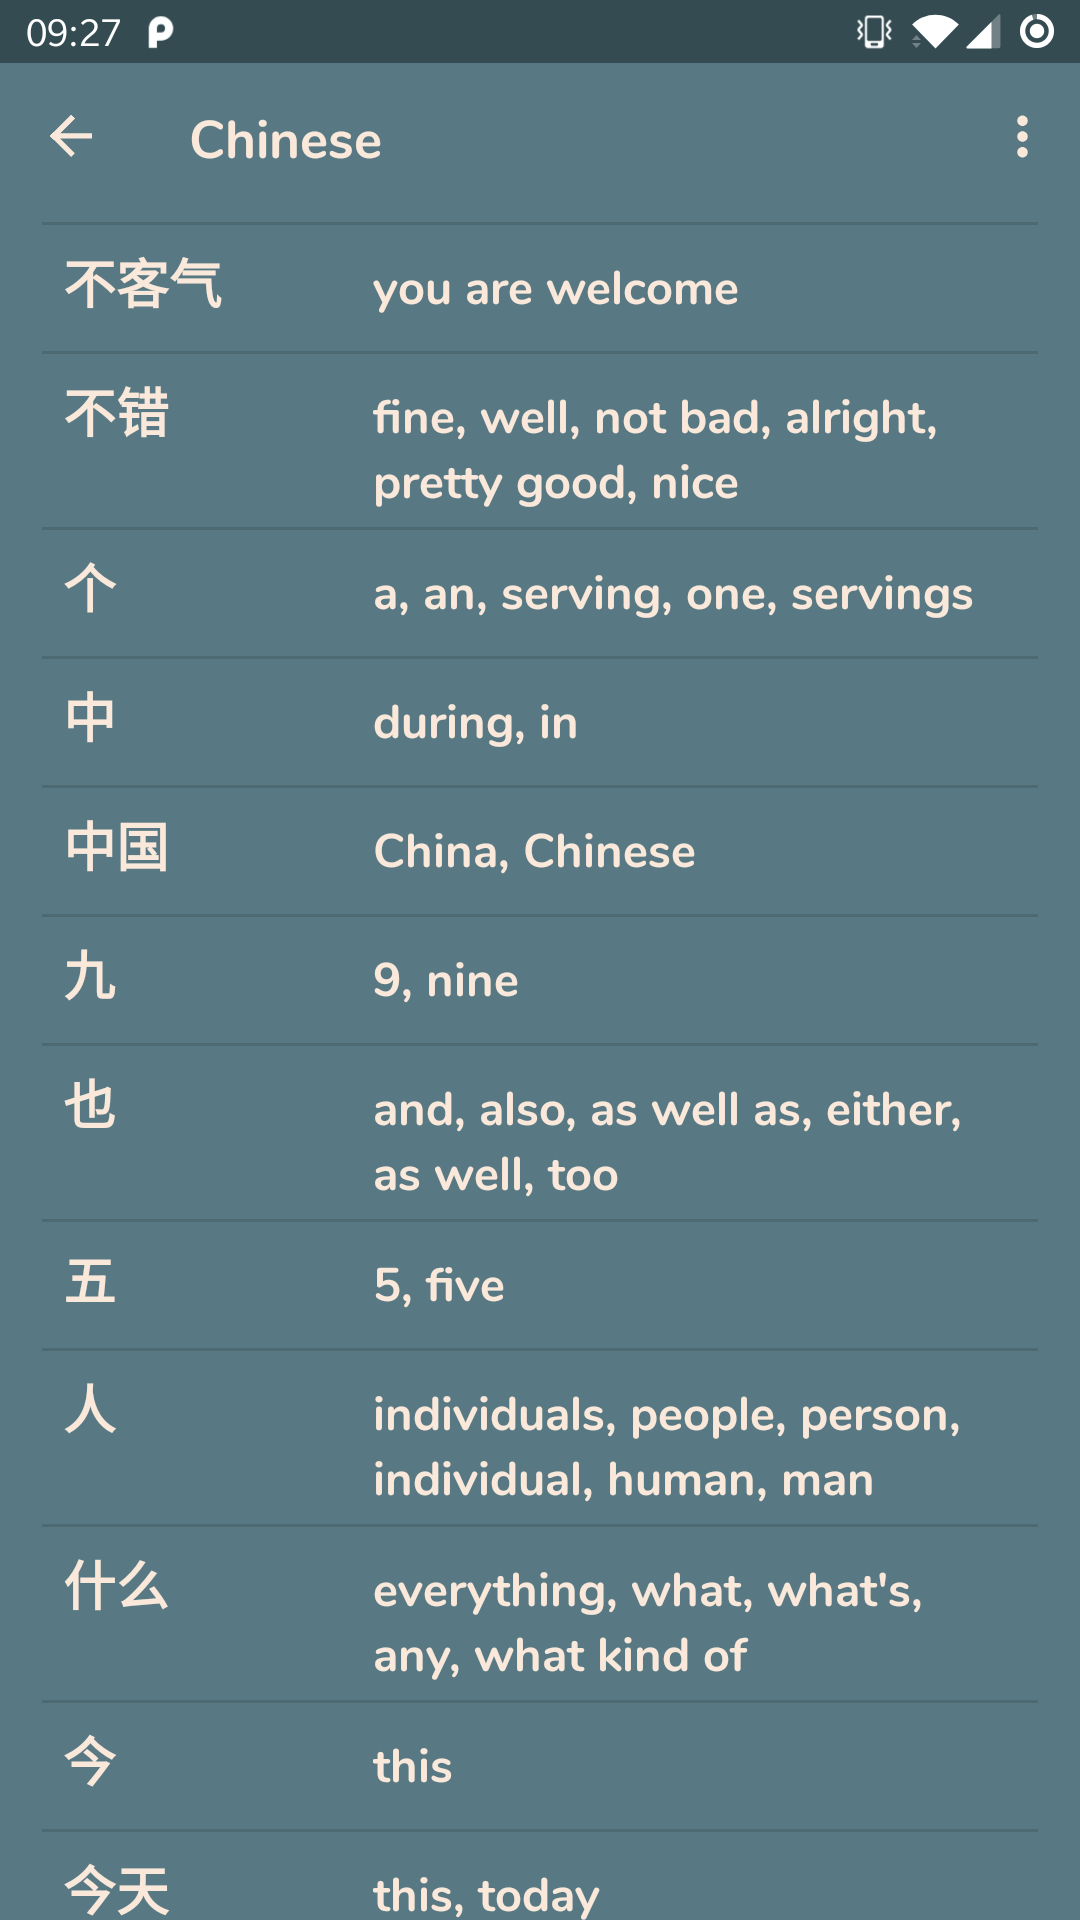 09:27
Chinese
不客气 you are welcome
不错 fine, well, not bad, alright,
pretty good, nice
个 a, an, serving, one, servings
中 during, in
中国 China, Chinese
九 9, nine
也 and, also, as well as, either,
as well, too
五 5, five
人 individuals, people, person,
individual, human, man
什么 everything, what, what's,
any, what kind of
今 this
今天 this, today